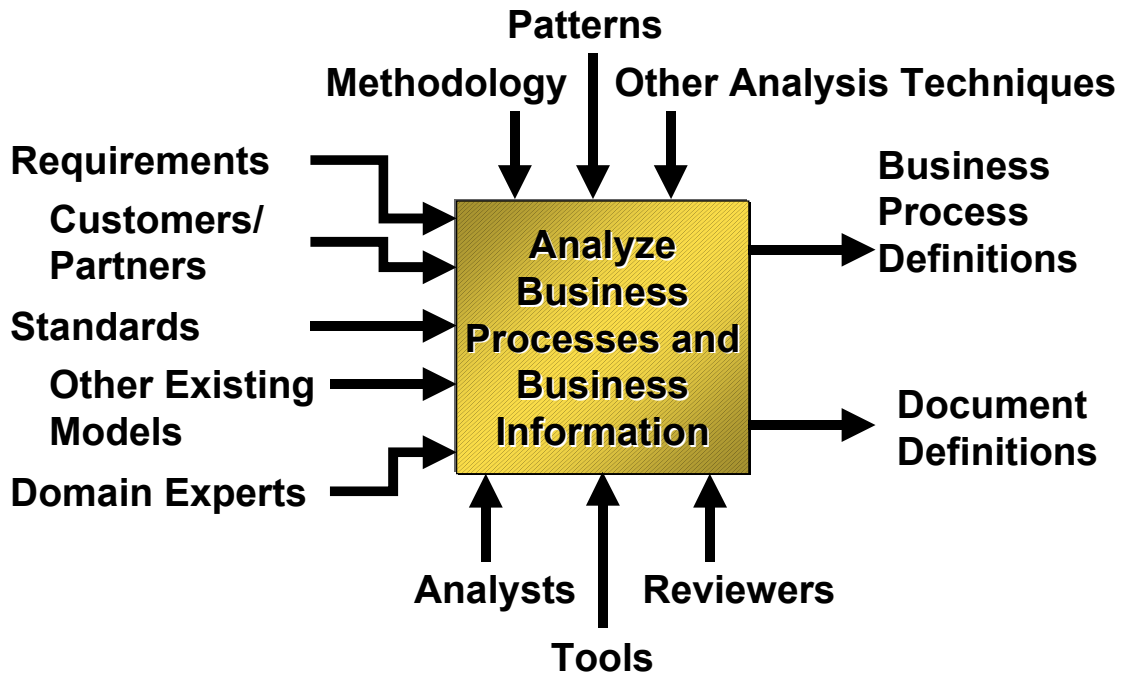 Patterns
Methodology
Other Analysis Techniques
Requirements
Customers/
Partners
Standards
Other Existing
Models
Domain Experts
Analyze
Business
Processes and
Business
Information
Business
Process
Definitions
Document
Definitions
Analysts
Reviewers
Tools